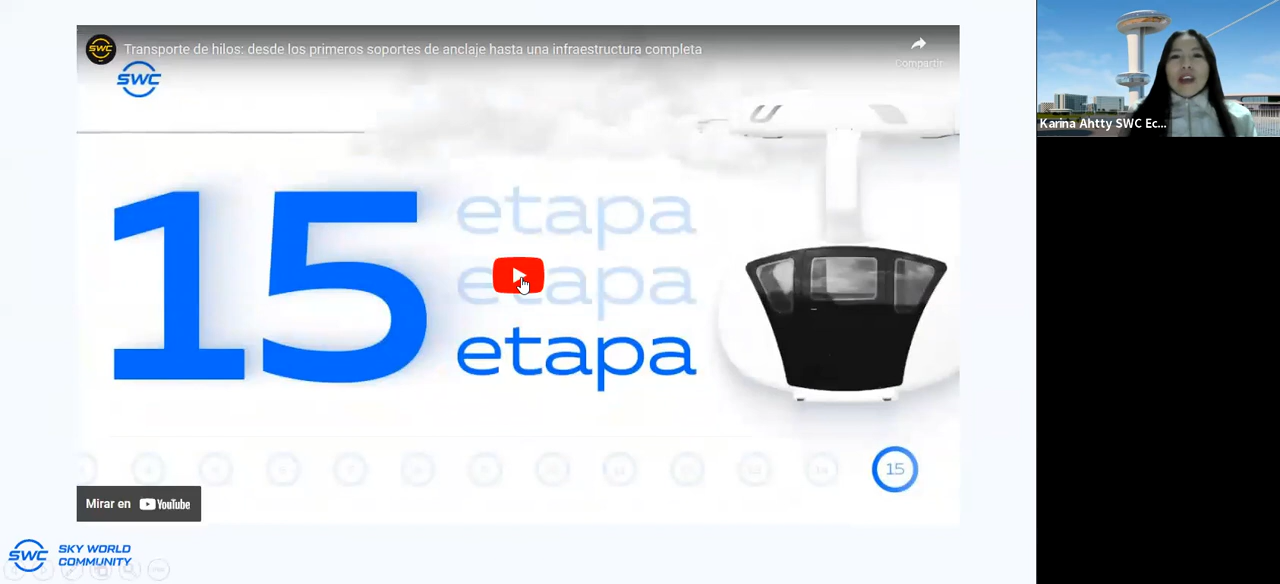 SWC
Transporte de hilos: desde los primeros soportes de anclaje hasta una infraestructura completa
Compartir
SWC
15
etapa
etapa
etapa
15
Mirar en YouTube
SWC SKY WORLD
COMMUNITY
Karina Ahtty SWC Ec...